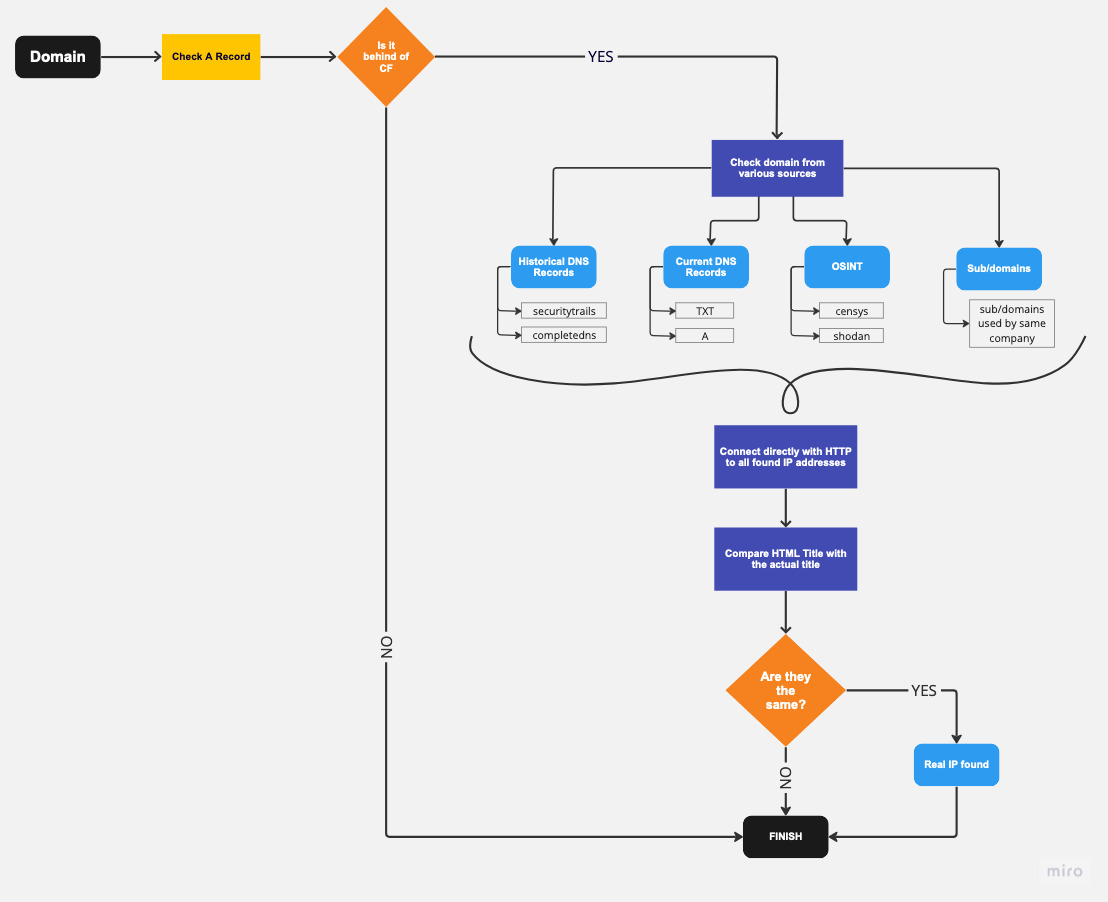 Domain
Check A Record
Is it
behind of
CF
YES
Check domain from
various sources
Historical DNS
Records
securitytrails
completedns
Current DNS
Records
TXT
A
OSINT
censys
shodan
Sub/domains
sub/domains
used by same
company
Connect directly with HTTP
to all found IP addresses
Compare HTML Title with
the actual title
NO
Are they
the
same?
YES
Real IP found
NO
FINISH
miro